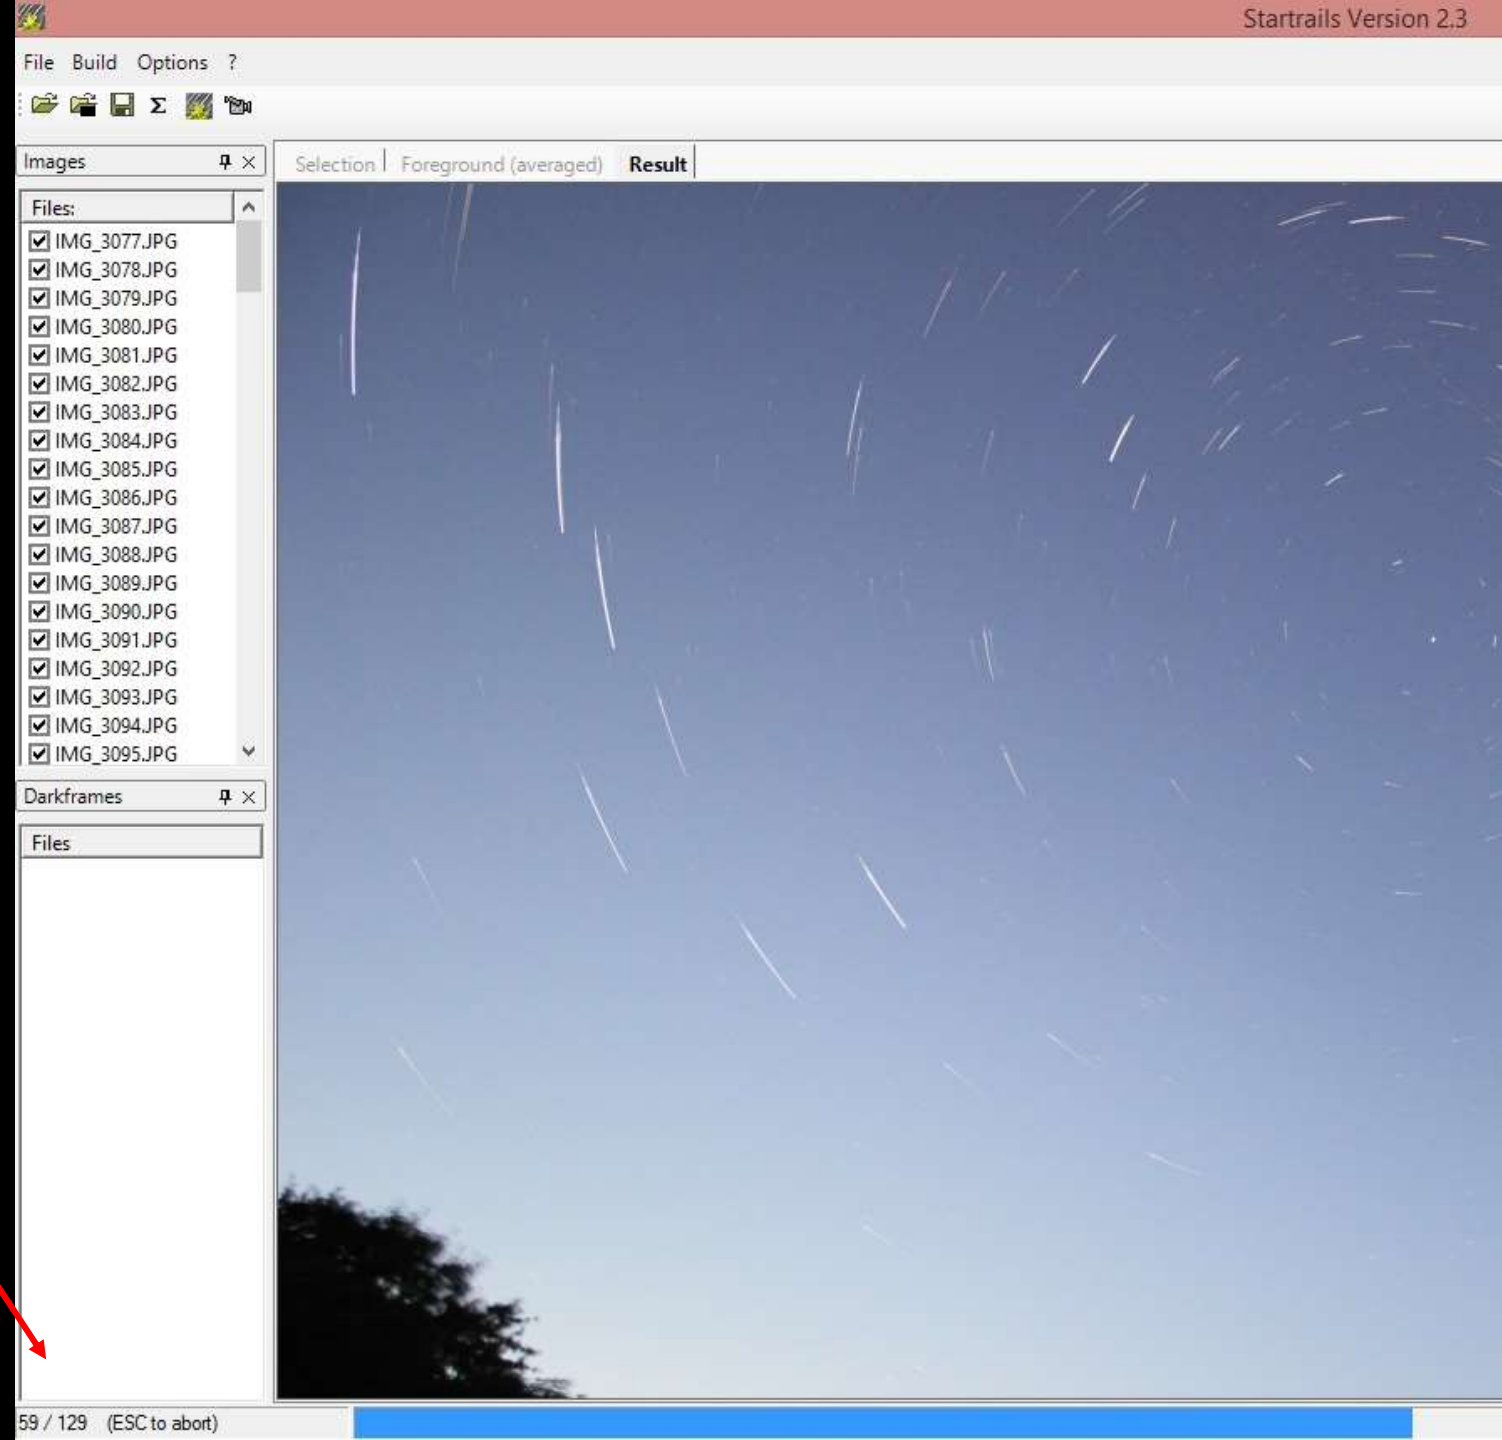 Startrails Version 2.3
File Build Options ?
Σ
Images
Selection Foreground (averaged) Result
Files:
IMG_3077.JPG
IMG_3078.JPG
IMG_3079.JPG
IMG_3080.JPG
IMG_3081.JPG
IMG_3082.JPG
IMG_3083.JPG
IMG_3084.JPG
IMG_3085.JPG
IMG_3086.JPG
IMG_3087.JPG
IMG_3088.JPG
IMG_3089.JPG
IMG_3090.JPG
IMG_3091.JPG
IMG_3092.JPG
IMG_3093.JPG
IMG_3094.JPG
IMG_3095.JPG
Darkframes
Files
59 / 129 (ESC to abort)